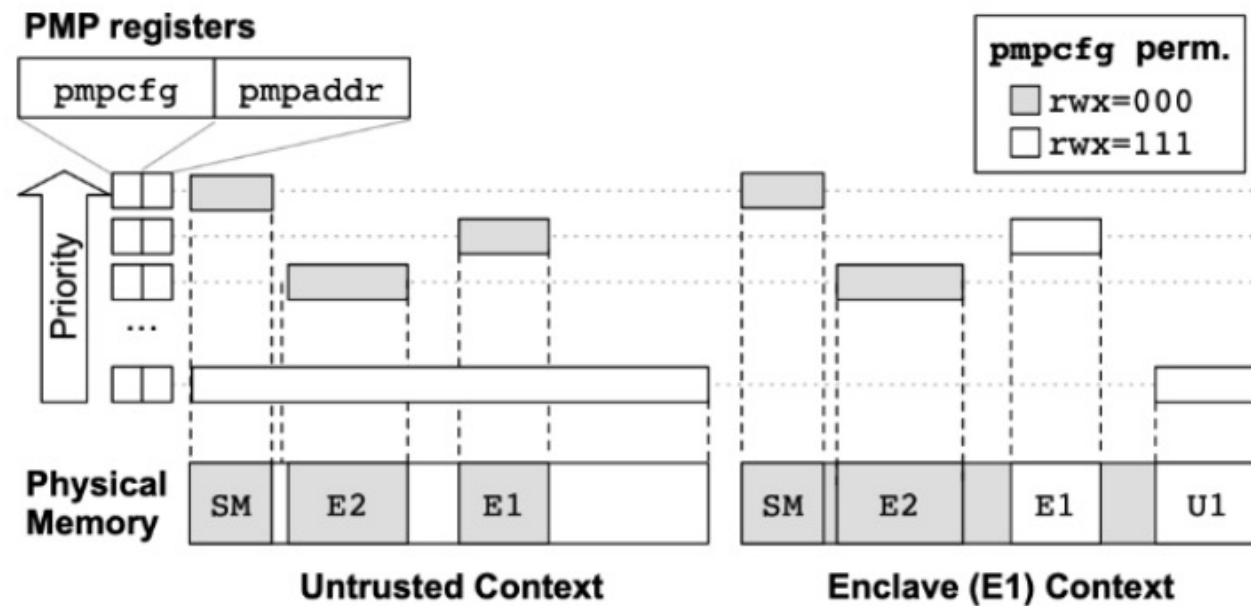 PMP registers
pmpcfg pmpaddr
pmpcfg perm.
rwx=000
rwx=111
Priority
...
Physical
Memory
SM E2 E1
SM E2 E1 U1
Untrusted Context
Enclave (E1) Context